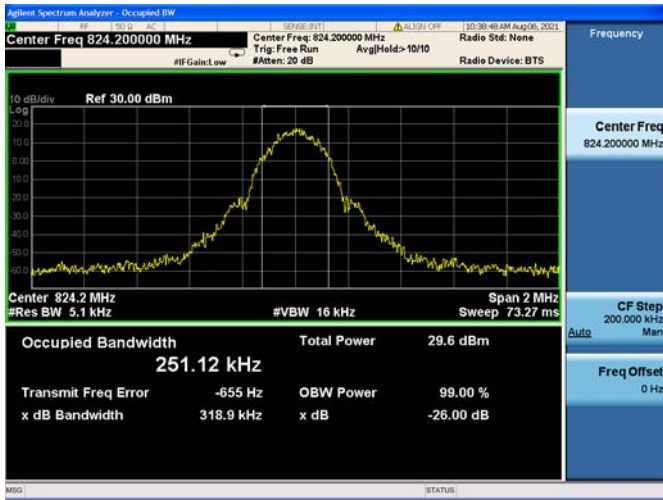 Agilent Spectrum Analyzer - Occupied BW
RF 50 Ω AC SENSE:INT ALIGN OFF 10:38:48 AM Aug 06, 2021
Center Freq 824.200000 MHz
Center Freq: 824.200000 MHz
Radio Std: None
Trig: Free Run Avg|Hold:> 10/10
#IFGain:Low #Atten: 20 dB Radio Device: BTS
10 dB/div Ref 30.00 dBm
Log
20.0
10.0
0.00
Center 824.2 MHz Span 2 MHz
#Res BW 5.1 kHz #VBW 16 kHz Sweep 73.27 ms
Occupied Bandwidth Total Power 29.6 dBm
251.12 kHz
Transmit Freq Error -655 Hz OBW Power 99.00 %
x dB Bandwidth 318.9 kHz x dB -26.00 dB
MSG STATUS
Frequency
Center Freq
824.200000 MHz
CF Step
200.000 kHz
Auto Man
Freq Offset
0 Hz